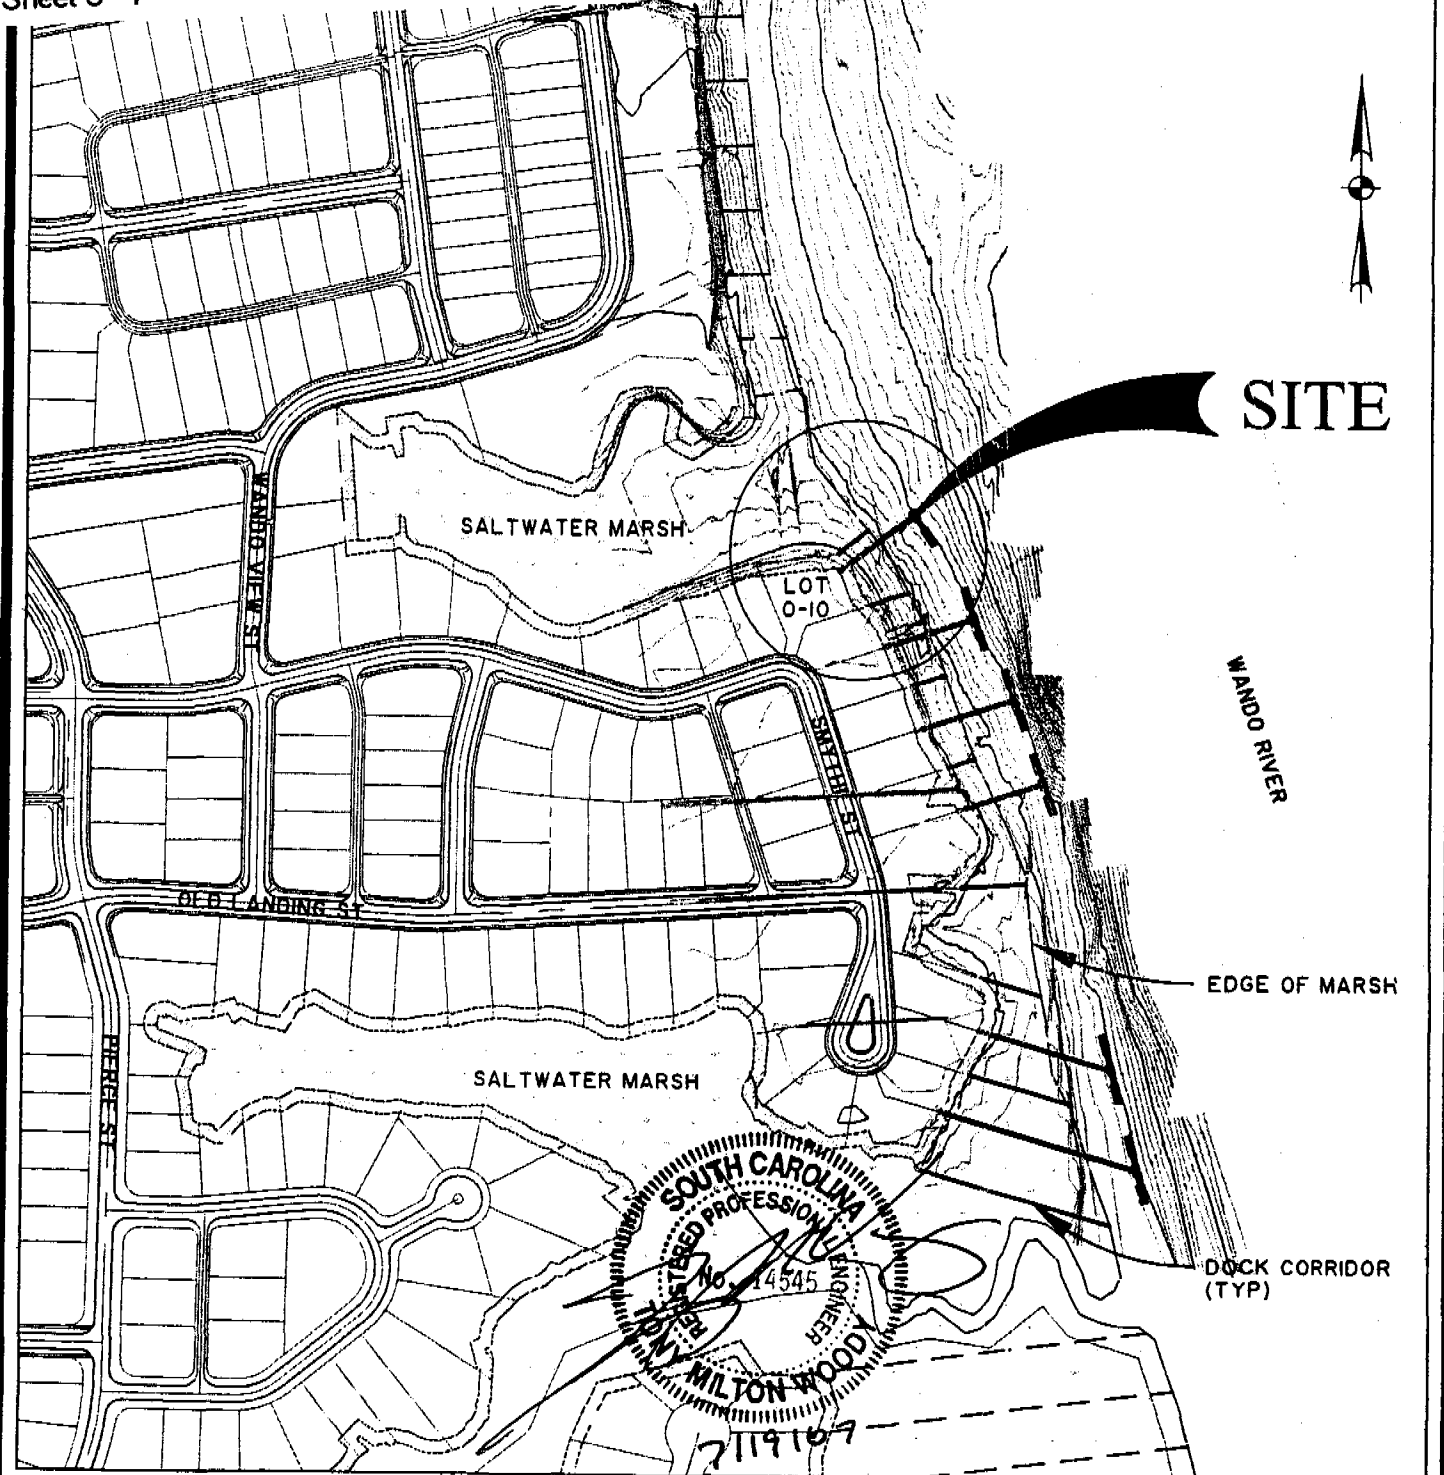 SITE
SALTWATER MARSH
LOT
O-10
WANDO VIEW ST
WANDO RIVER
SMYTHE ST
OLD LANDING ST
EDGE OF MARSH
PIERCE ST
SALTWATER MARSH
DOCK CORRIDOR
(TYP)
SOUTH CAROLINA
REGISTERED PROFESSIONAL ENGINEER
No. 14545
MILTON WOODY